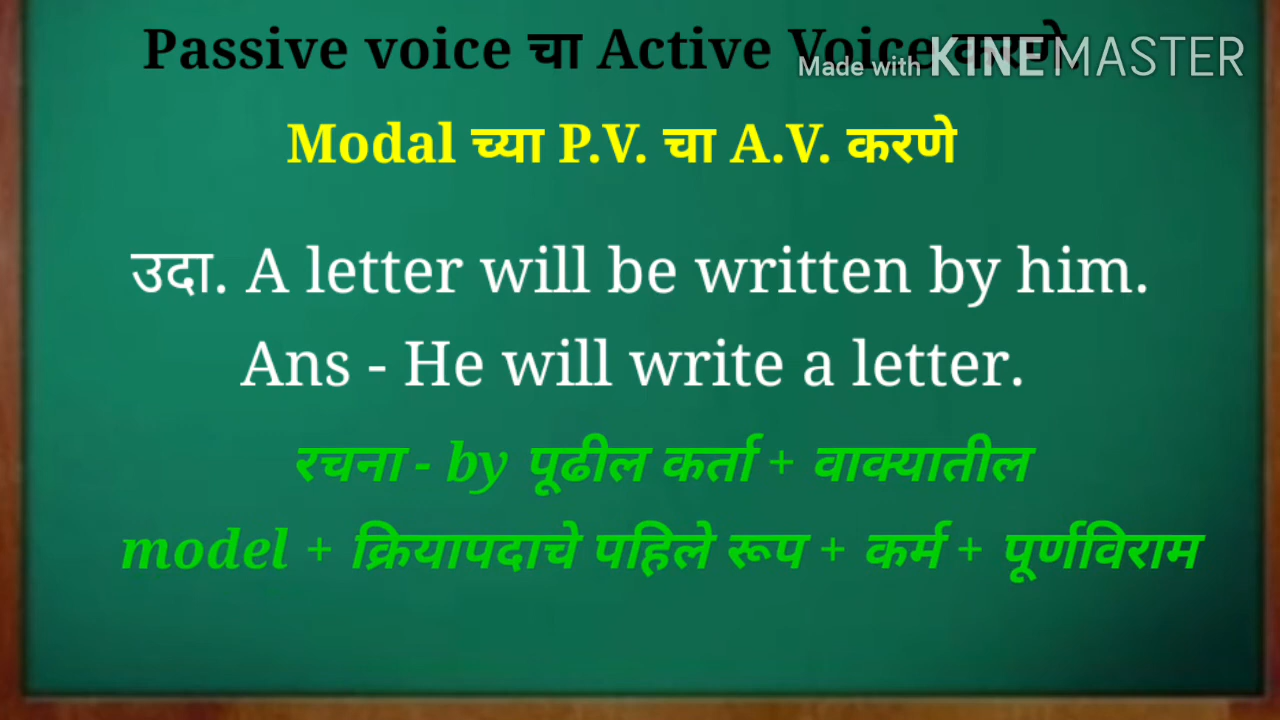 Passive voice चा Active Voice करणे.
Made with KINEMASTER
Modal च्या P.V. चा A.V. करणे
उदा. A letter will be written by him.
Ans - He will write a letter.
रचना - by पूढील कर्ता + वाक्यातील
model + क्रियापदाचे पहिले रूप + कर्म + पूर्णविराम